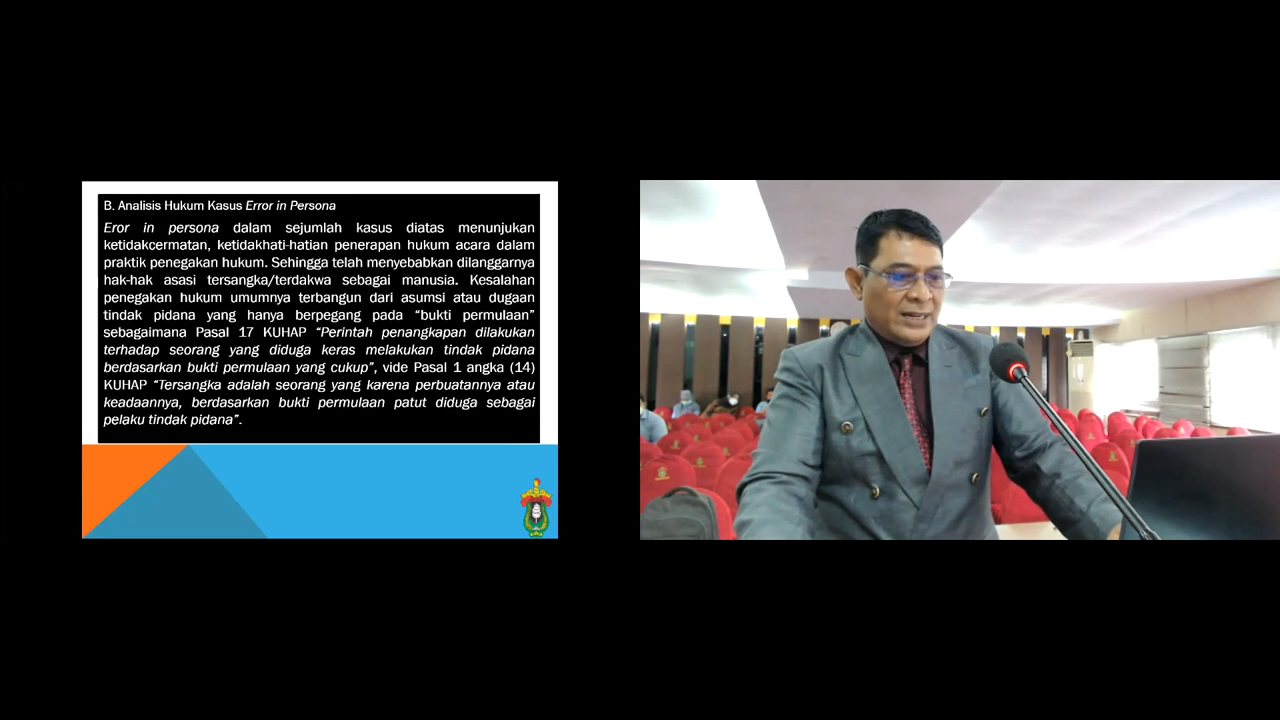 B. Analisis Hukum Kasus Error in Persona
Eror in persona dalam sejumlah kasus diatas menunjukan
ketidakcermatan, ketidakhati-hatian penerapan hukum acara dalam
praktik penegakan hukum. Sehingga telah menyebabkan dilanggarnya
hak-hak asasi tersangka/terdakwa sebagai manusia. Kesalahan
penegakan hukum umumnya terbangun dari asumsi atau dugaan
tindak pidana yang hanya berpegang pada “bukti permulaan”
sebagaimana Pasal 17 KUHAP “Perintah penangkapan dilakukan
terhadap seorang yang diduga keras melakukan tindak pidana
berdasarkan bukti permulaan yang cukup”, vide Pasal 1 angka (14)
KUHAP “Tersangka adalah seorang yang karena perbuatannya atau
keadaannya, berdasarkan bukti permulaan patut diduga sebagai
pelaku tindak pidana”.